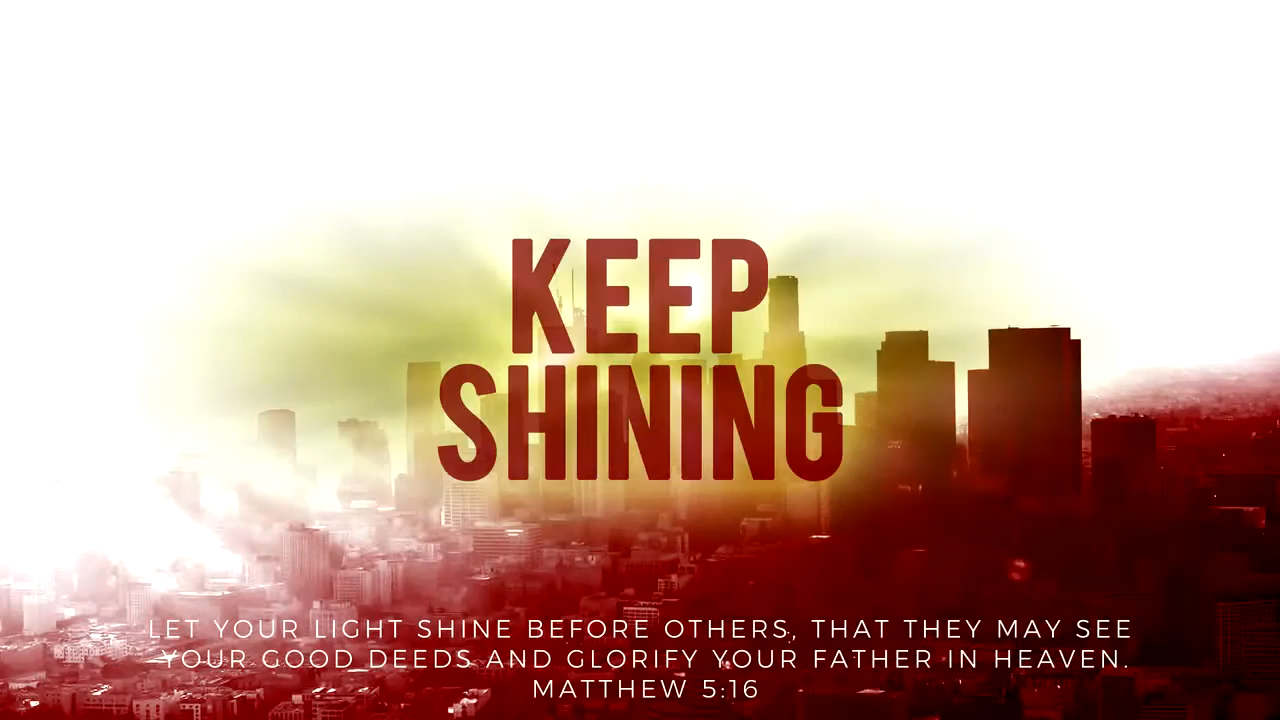 KEEP
SHINING
LET YOUR LIGHT SHINE BEFORE OTHERS, THAT THEY MAY SEE
YOUR GOOD DEEDS AND GLORIFY YOUR FATHER IN HEAVEN.
MATTHEW 5:16